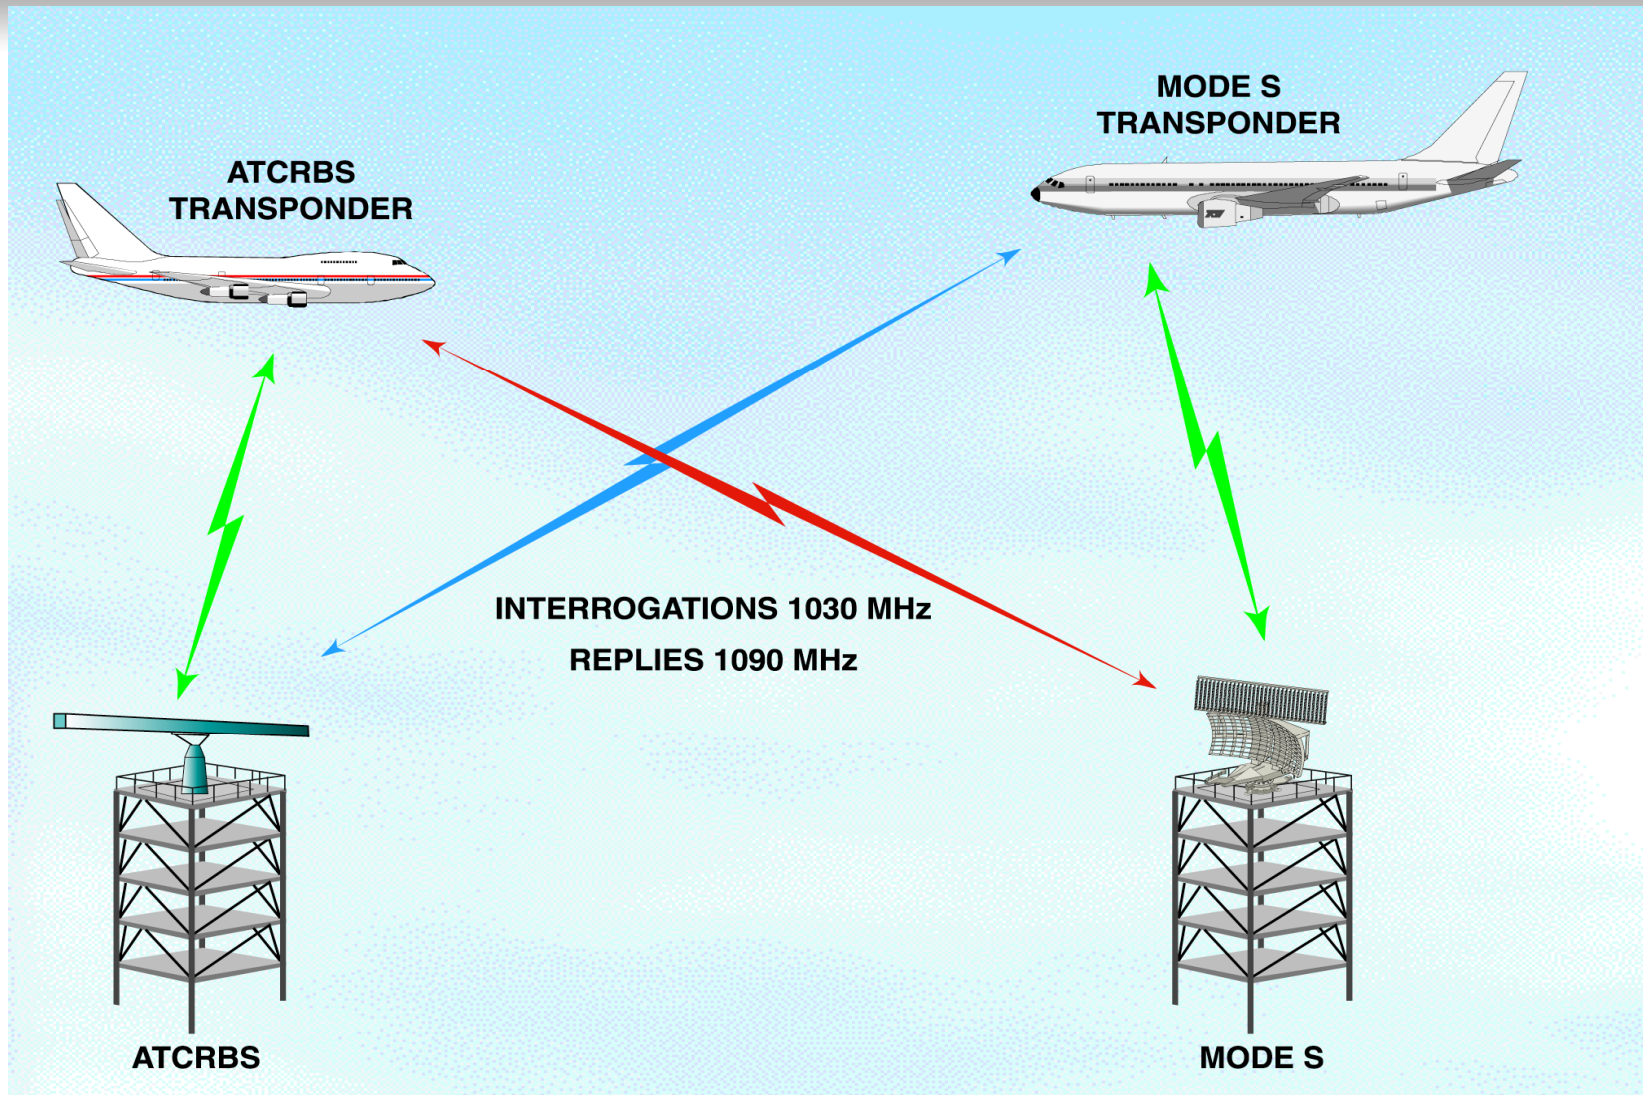 MODE S
TRANSPONDER
ATCRBS
TRANSPONDER
INTERROGATIONS 1030 MHz
REPLIES 1090 MHz
ATCRBS
MODE S